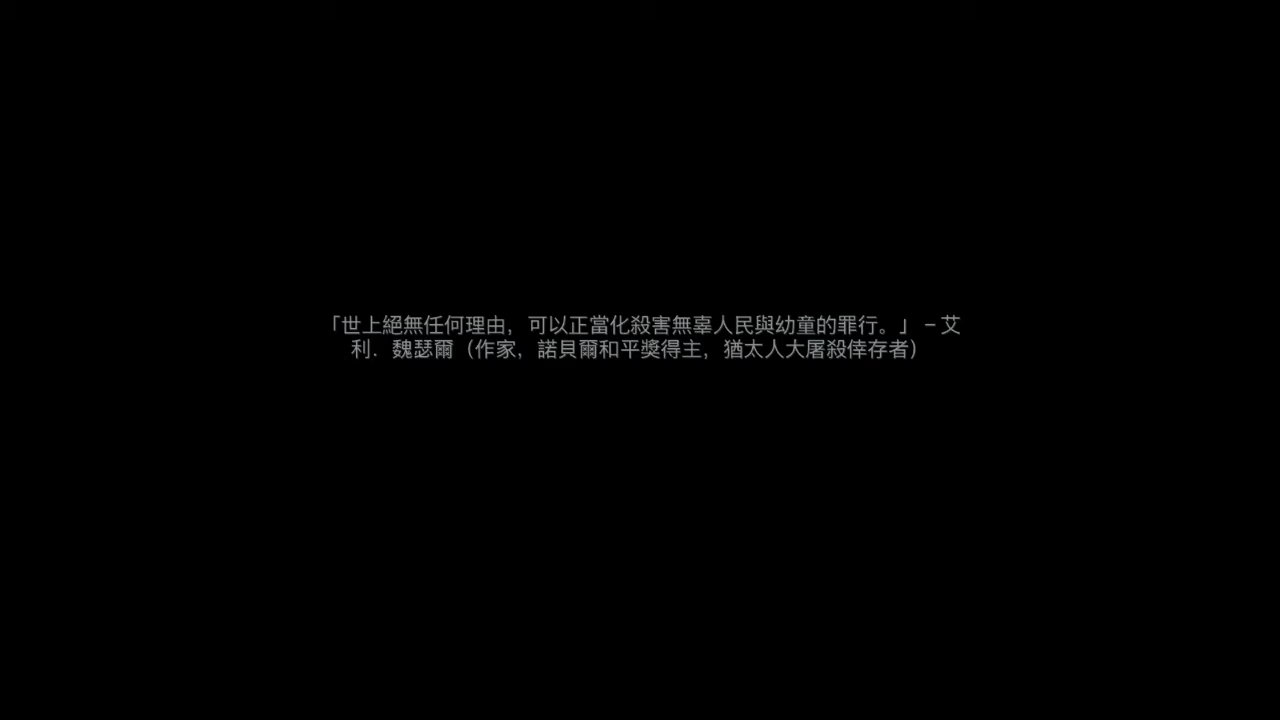 「世上絕無任何理由，可以正當化殺害無辜人民與幼童的罪行。」－艾
利．魏瑟爾（作家，諾貝爾和平獎得主，猶太人大屠殺倖存者）